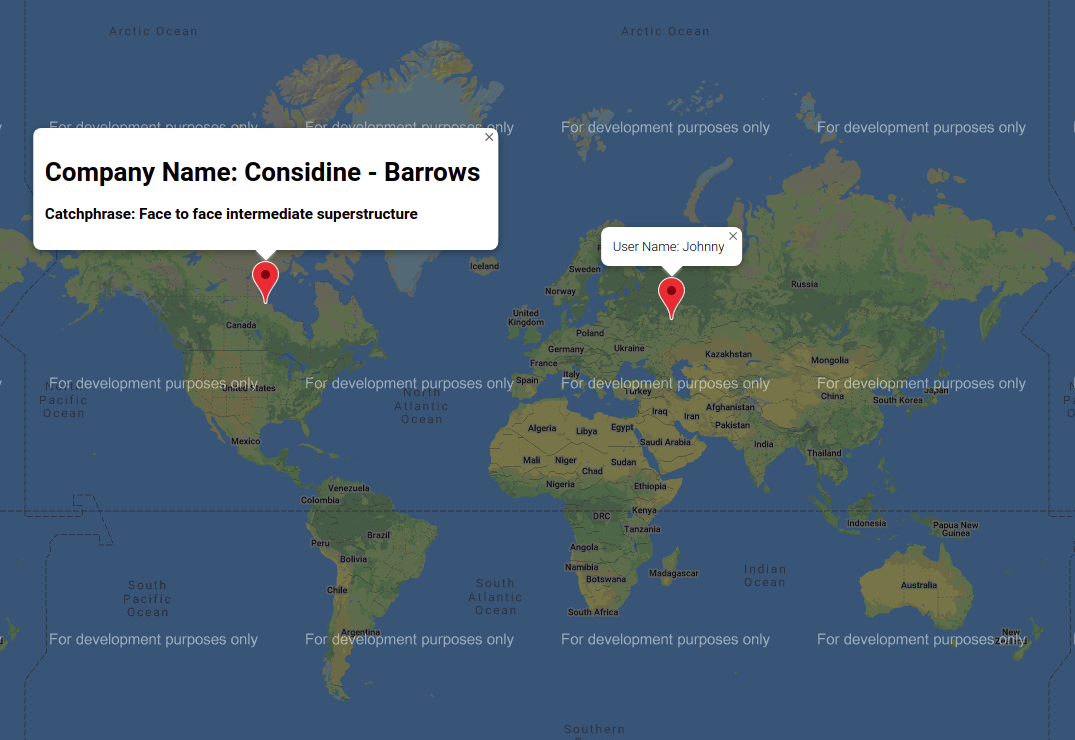 Arctic Ocean
Arctic Ocean
For development purposes only
For development purposes only
For development purposes only
For development purposes only
×
Company Name: Considine - Barrows
Catchphrase: Face to face intermediate superstructure
×
User Name: Johnny
Iceland
Sweden
Norway
Russia
United
Kingdom
Canada
Poland
Germany
Ukraine
France
Kazakhstan
Mongolia
Italy
Spain
Turkey
For development purposes only
For development purposes only
For development purposes only
For development purposes only
United States
Pacific
Ocean
North
Atlantic
Ocean
China
South Korea
Japan
Iraq
Iran
Afghanistan
Pakistan
Algeria
Libya
Egypt
Saudi Arabia
India
Mexico
Thailand
Mali
Niger
Chad
Sudan
Nigeria
Ethiopia
Venezuela
Colombia
Kenya
DRC
Tanzania
Indonesia
Papua New
Guinea
Peru
Brazil
Bolivia
Angola
Namibia
Botswana
Madagascar
Indian
Ocean
Chile
South
Pacific
Ocean
South
Atlantic
Ocean
South Africa
Australia
Argentina
For development purposes only
For development purposes only
For development purposes only
For development purposes only
New
Southern